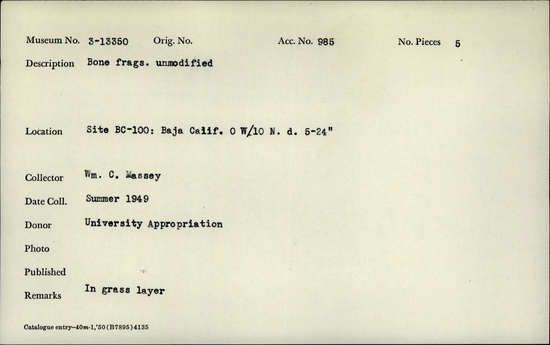 Museum No. 3-13350 Orig. No. Acc. No. 985 No. Pieces 5
Description Bone frags. unmodified
Location Site BC-100: Baja Calif. 0 W/10 N. d. 5-24"
Collector Wm. C. Massey
Date Coll. Summer 1949
Donor University Appropriation
Photo
Published
Remarks In grass layer
Catalogue entry—40m-1,'50(B7895)4135